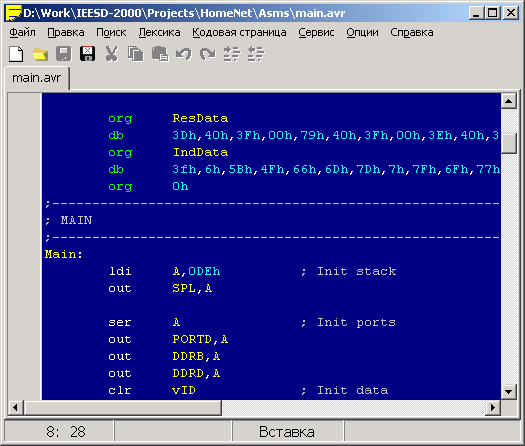 D:\Work\IEESD-2000\Projects\HomeNet\Asms\main.avr
Файл Правка Поиск Лексика Кодовая страница Сервис Опции Справка
main.avr
org ResData
db 3Dh,40h,3Fh,00h,79h,40h,3Fh,00h,3Eh,40h,3
org IndData
db 3fh,6h,5Bh,4Fh,66h,6Dh,7Dh,7h,7Fh,6Fh,77h
org 0h
;---------------------------------------------------------
; MAIN
;---------------------------------------------------------
Main:
ldi A,0DEh ; Init stack
out SPL,A
ser A ; Init ports
out PORTD,A
out DDRB,A
out DDRD,A
clr vID ; Init data
8: 28 Вставка